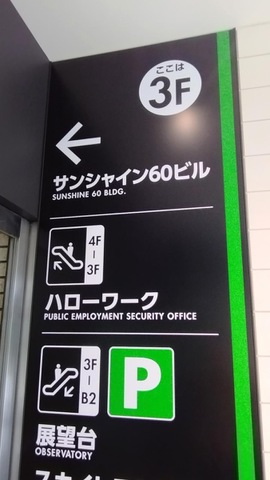 ここは
3F
サンシャイン60ビル
SUNSHINE 60 BLDG.
4F
-
3F
ハローワーク
PUBLIC EMPLOYMENT SECURITY OFFICE
3F
-
B2
P
展望台
OBSERVATORY